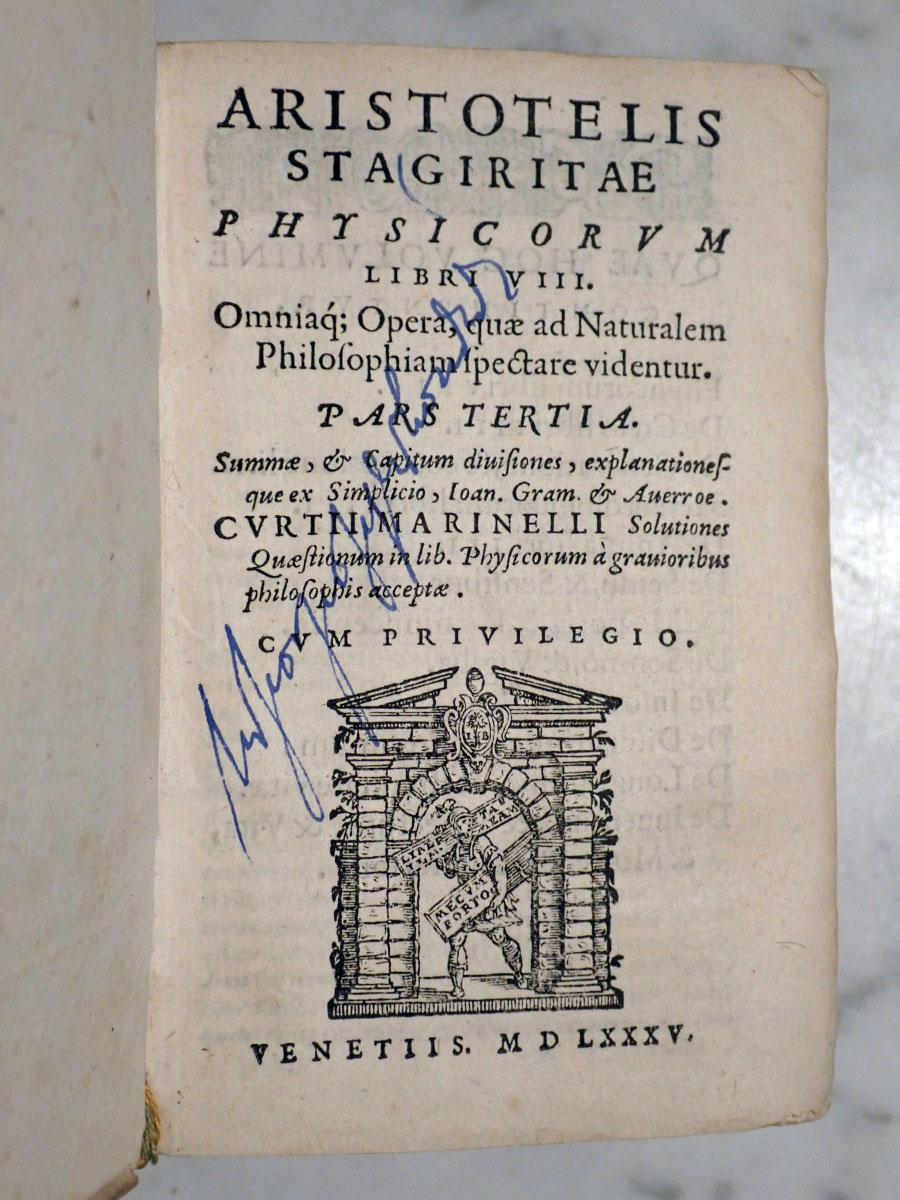 ARISTOTELIS
STAGIRITAE
PHYSICORVM
LIBRI VIII.
Omniaq́; Opera, quæ ad Naturalem
Philoſophiam ſpectare videntur.
PARS TERTIA.
Summæ, & Capitum diuiſiones, explanationeſ-
que ex Simplicio, Ioan. Gram. & Auerroe.
CVRTII MARINELLI Solutiones
Quæſtionum in lib. Phyſicorum à grauioribus
philoſophis acceptæ.
CVM PRIVILEGIO.
LIBER
MECVM
PORTO
VENETIIS. MDLXXXV.